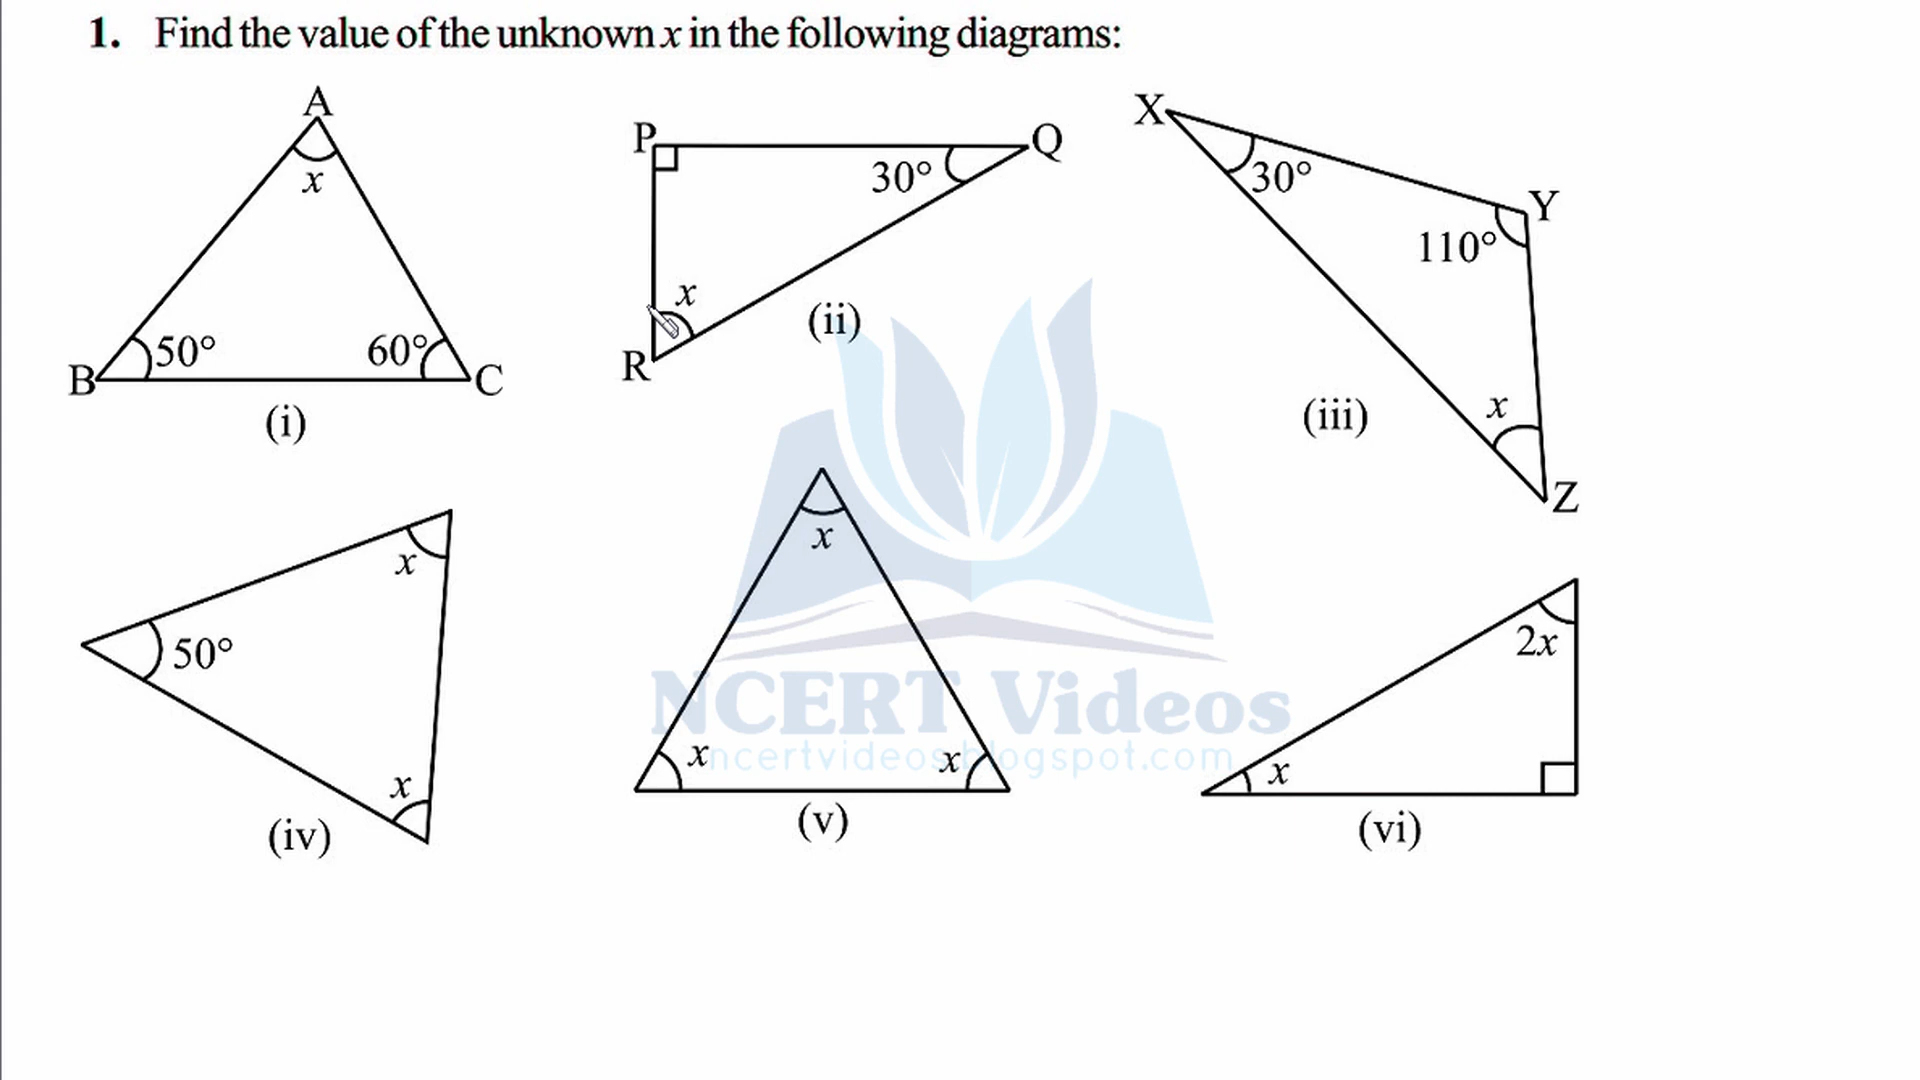 1. Find the value of the unknown x in the following diagrams:
A
x
B 50° 60° C
(i)
P Q
30°
x
R
(ii)
X
30°
Y
110°
x
Z
(iii)
x
50°
x
(iv)
x
x x
(v)
2x
x
(vi)
NCERT Videos
ncertvideos.blogspot.com